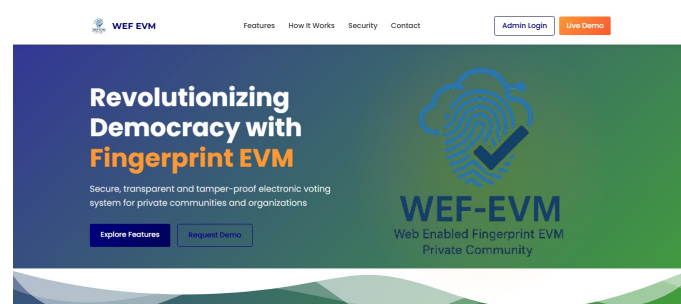 WEF EVM
Features How It Works Security Contact
Admin Login Live Demo
Revolutionizing
Democracy with
Fingerprint EVM
Secure, transparent and tamper-proof electronic voting
system for private communities and organizations
Explore Features Request Demo
WEF-EVM
Web Enabled Fingerprint EVM
Private Community